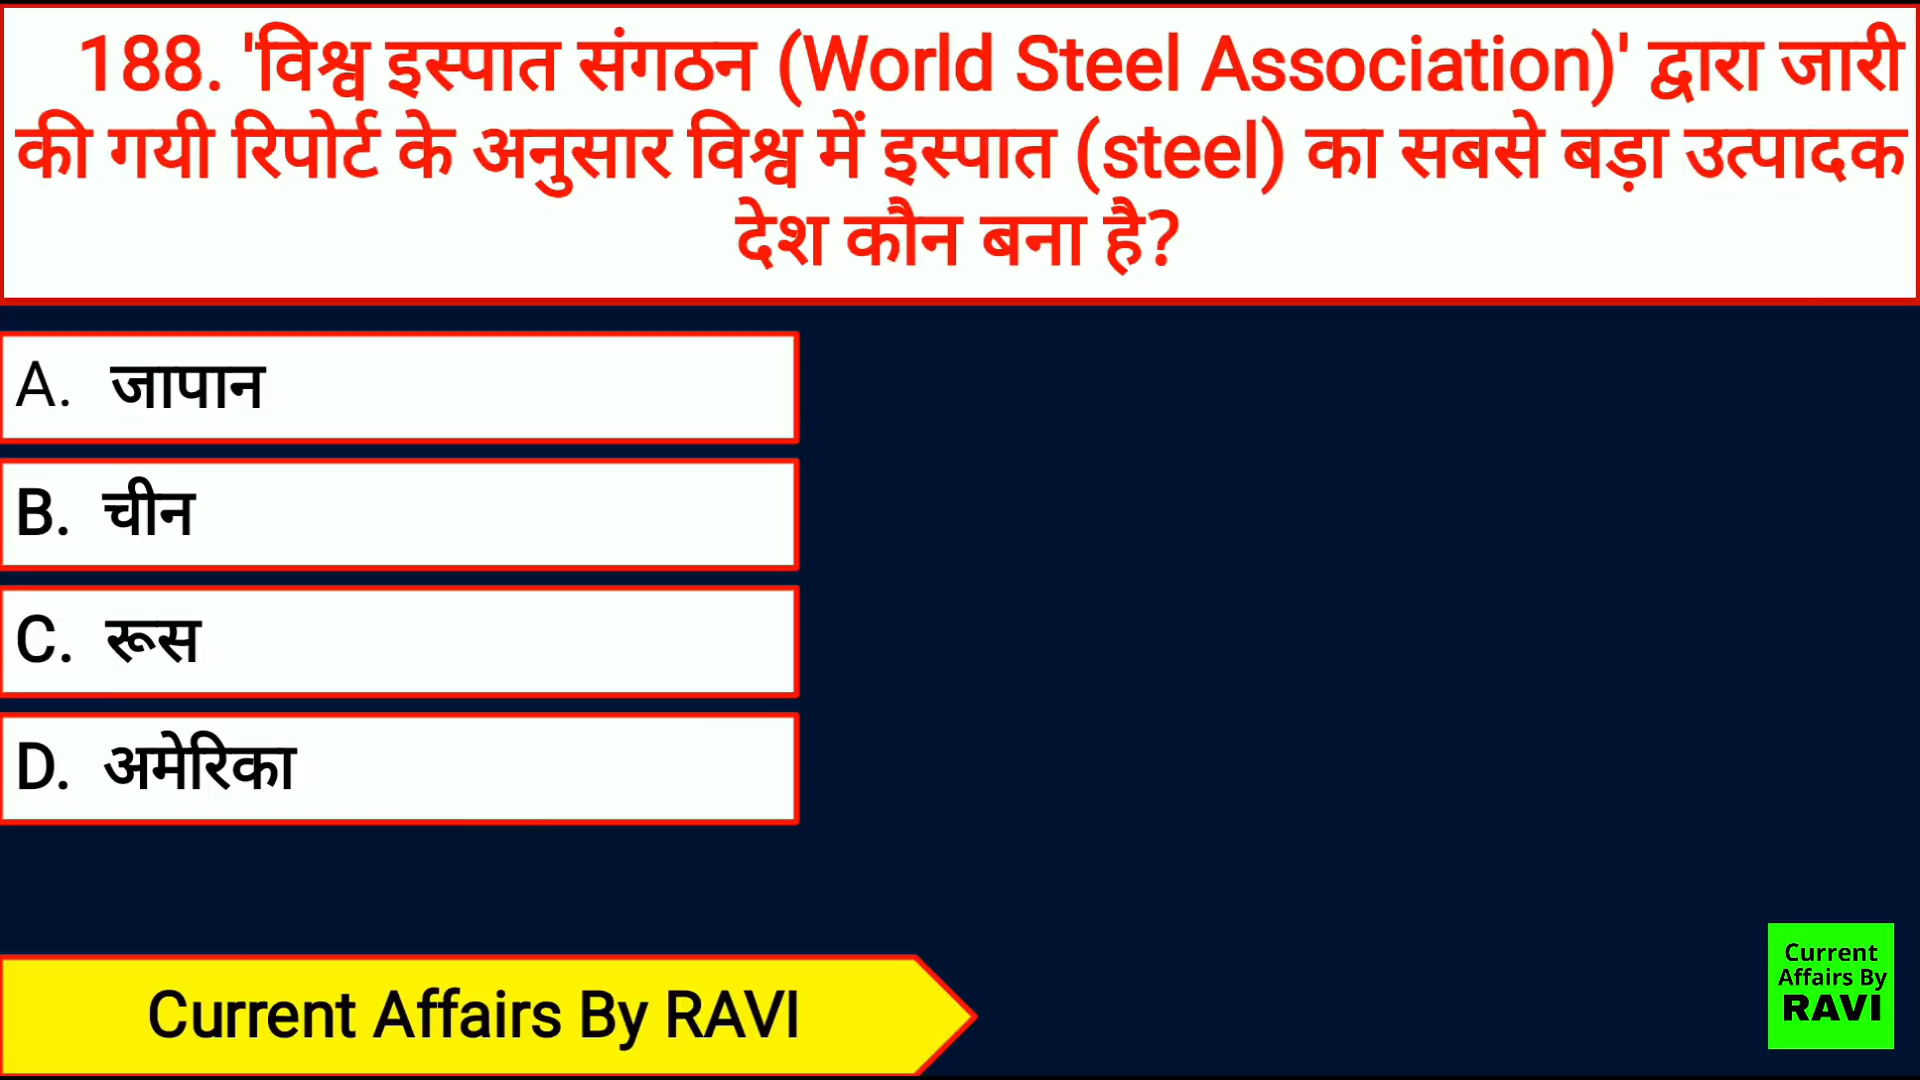 188. 'विश्व इस्पात संगठन (World Steel Association)' द्वारा जारी
की गयी रिपोर्ट के अनुसार विश्व में इस्पात (steel) का सबसे बड़ा उत्पादक
देश कौन बना है?
A. जापान
B. चीन
C. रूस
D. अमेरिका
Current Affairs By RAVI
Current
Affairs By
RAVI